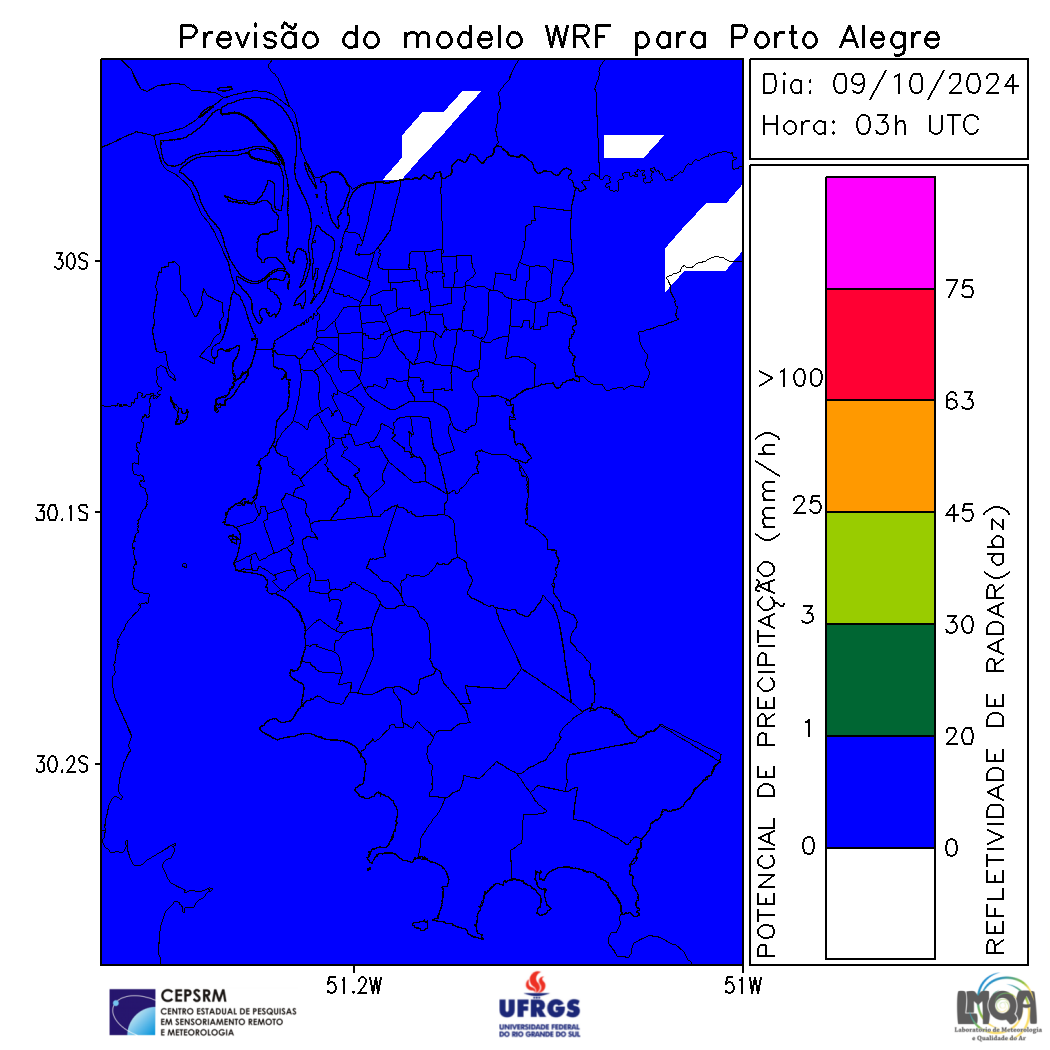 Previsão do modelo WRF para Porto Alegre
Dia: 09/10/2024
Hora: 03h UTC
30S
30.1S
30.2S
51.2W
51W
POTENCIAL DE PRECIPITAÇÃO (mm/h)
>100
25
3
1
0
75
63
45
30
20
0
REFLETIVIDADE DE RADAR(dbz)
CEPSRM
CENTRO ESTADUAL DE PESQUISAS
EM SENSORIAMENTO REMOTO
E METEOROLOGIA
UFRGS
UNIVERSIDADE FEDERAL
DO RIO GRANDE DO SUL
LMQA
Laboratório de Meteorologia
e Qualidade do Ar